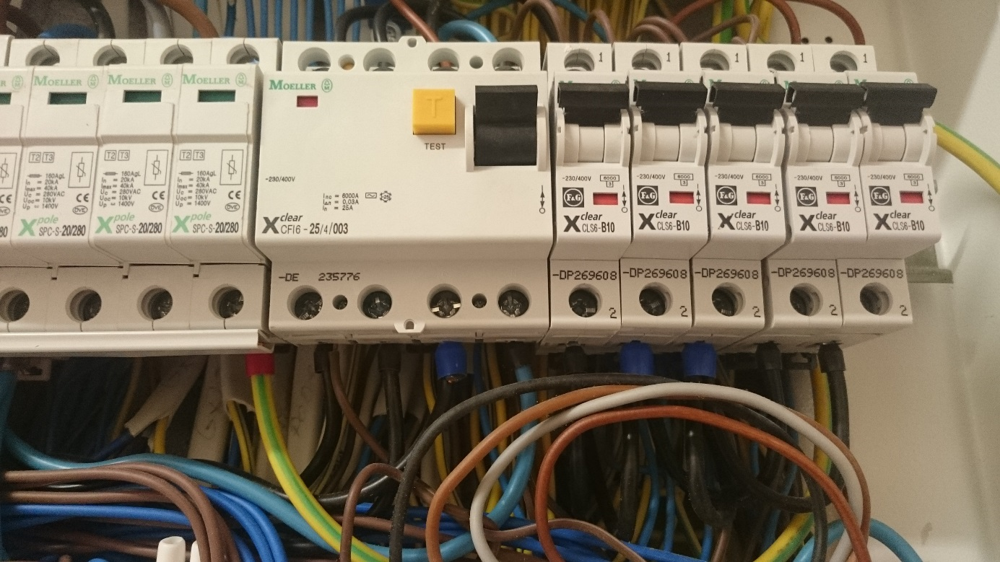 MOELLER
T2 T3
160AgL
In = 20kA
Imax = 40kA
Uc = 280VAC
Uoc = 10kV
Up = 1400V
CE
DVE
Xpole
SPC-S-20/280
MOELLER
T2 T3
160AgL
In = 20kA
Imax = 40kA
Uc = 280VAC
Uoc = 10kV
Up = 1400V
CE
DVE
Xpole
SPC-S-20/280
MOELLER
T2 T3
160AgL
In = 20kA
Imax = 40kA
Uc = 280VAC
Uoc = 10kV
Up = 1400V
CE
DVE
Xpole
SPC-S-20/280
MOELLER
T
TEST
~230/400V
Inc = 6000A
IΔn = 0,03A
In = 25A
Xclear
CFI6 - 25/4/003
-DE 235776
1
~230/400V
6000
3
F&G
Xclear
CLS6-B10
-DP269608
2
1
~230/400V
6000
3
F&G
Xclear
CLS6-B10
-DP269608
2
1
~230/400V
6000
3
F&G
Xclear
CLS6-B10
-DP269608
2
1
~230/400V
6000
3
F&G
Xclear
CLS6-B10
-DP269608
2
1
~230/400V
6000
3
F&G
Xclear
CLS6-B10
-DP269608
2